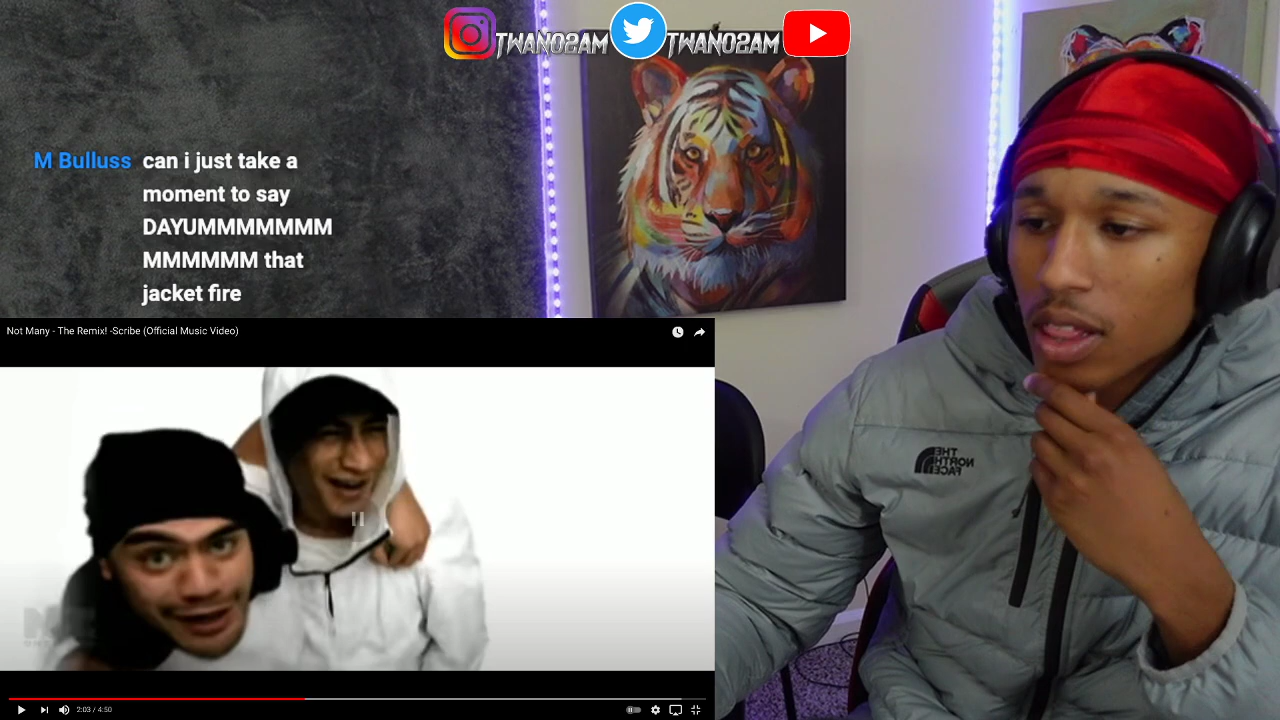 TWANO2AM
TWANO2AM
M Bulluss can i just take a
moment to say
DAYUMMMMMMM
MMMMMM that
jacket fire
Not Many - The Remix! -Scribe (Official Music Video)
THE
NORTH
FACE
2:03 / 4:50